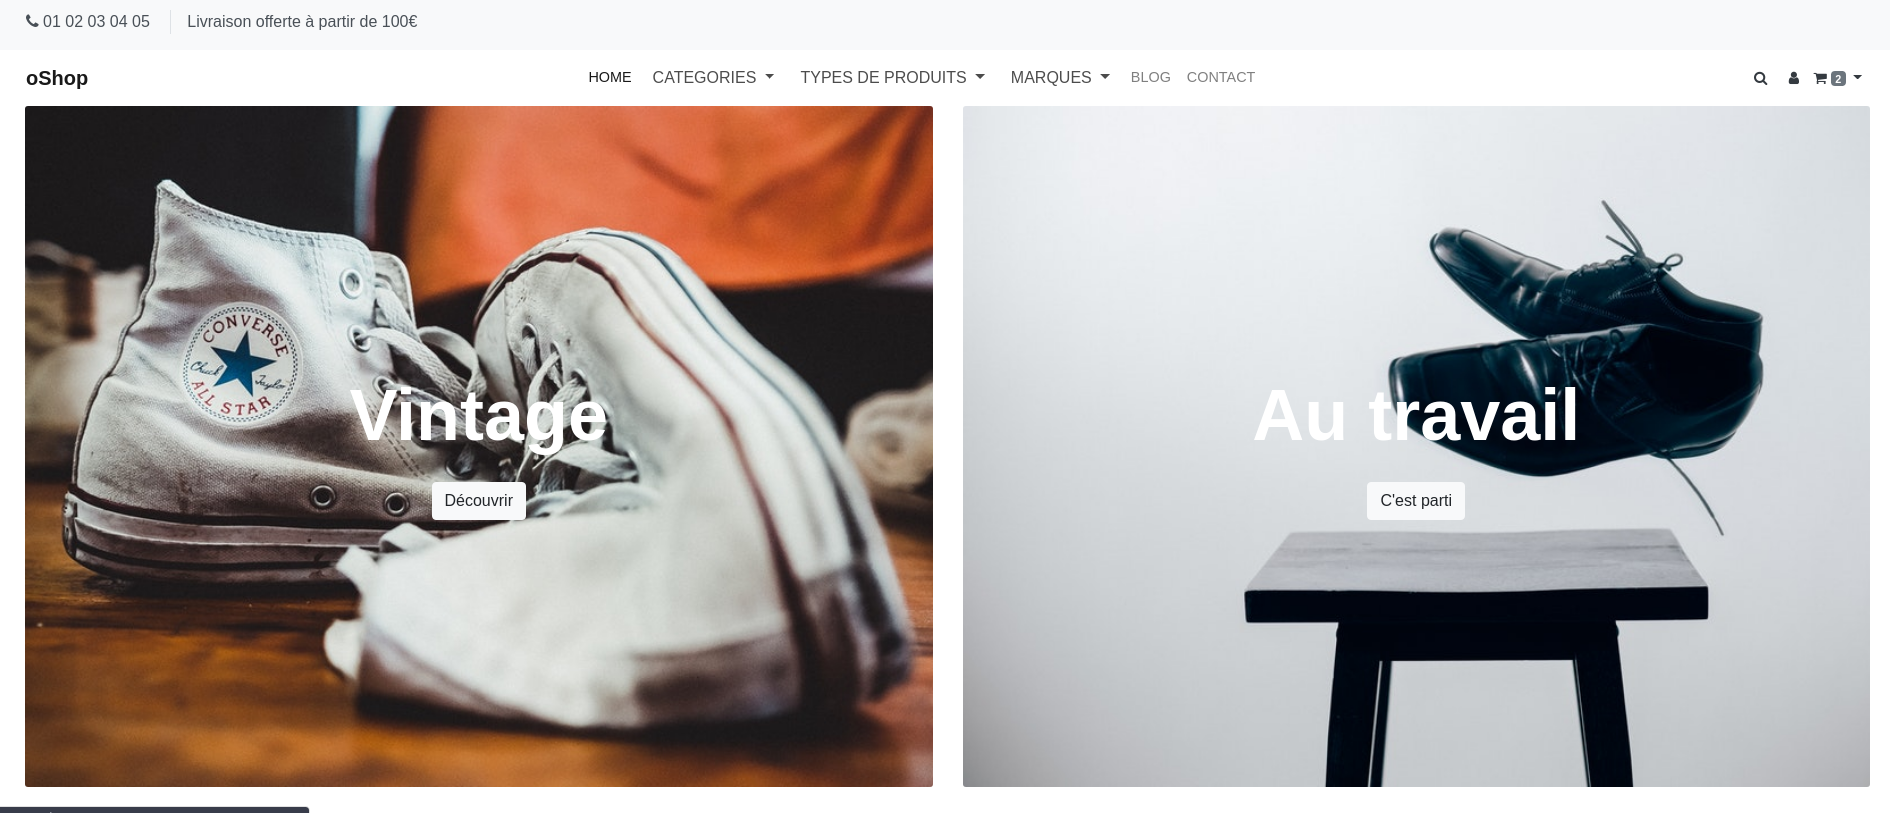 01 02 03 04 05 Livraison offerte à partir de 100€
oShop HOME CATEGORIES TYPES DE PRODUITS MARQUES BLOG CONTACT 2
CONVERSE
Chuck Taylor
ALL STAR
Vintage
Découvrir
Au travail
C'est parti